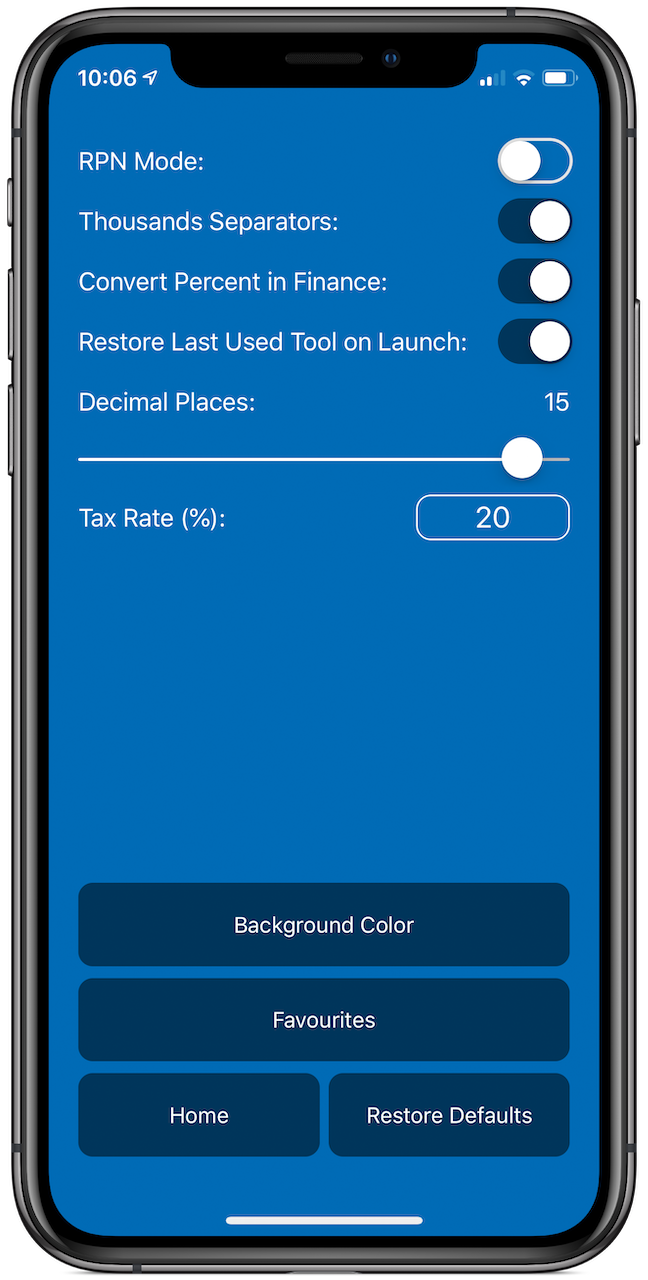 10:06
RPN Mode:
Thousands Separators:
Convert Percent in Finance:
Restore Last Used Tool on Launch:
Decimal Places: 15
Tax Rate (%): 20
Background Color
Favourites
Home Restore Defaults